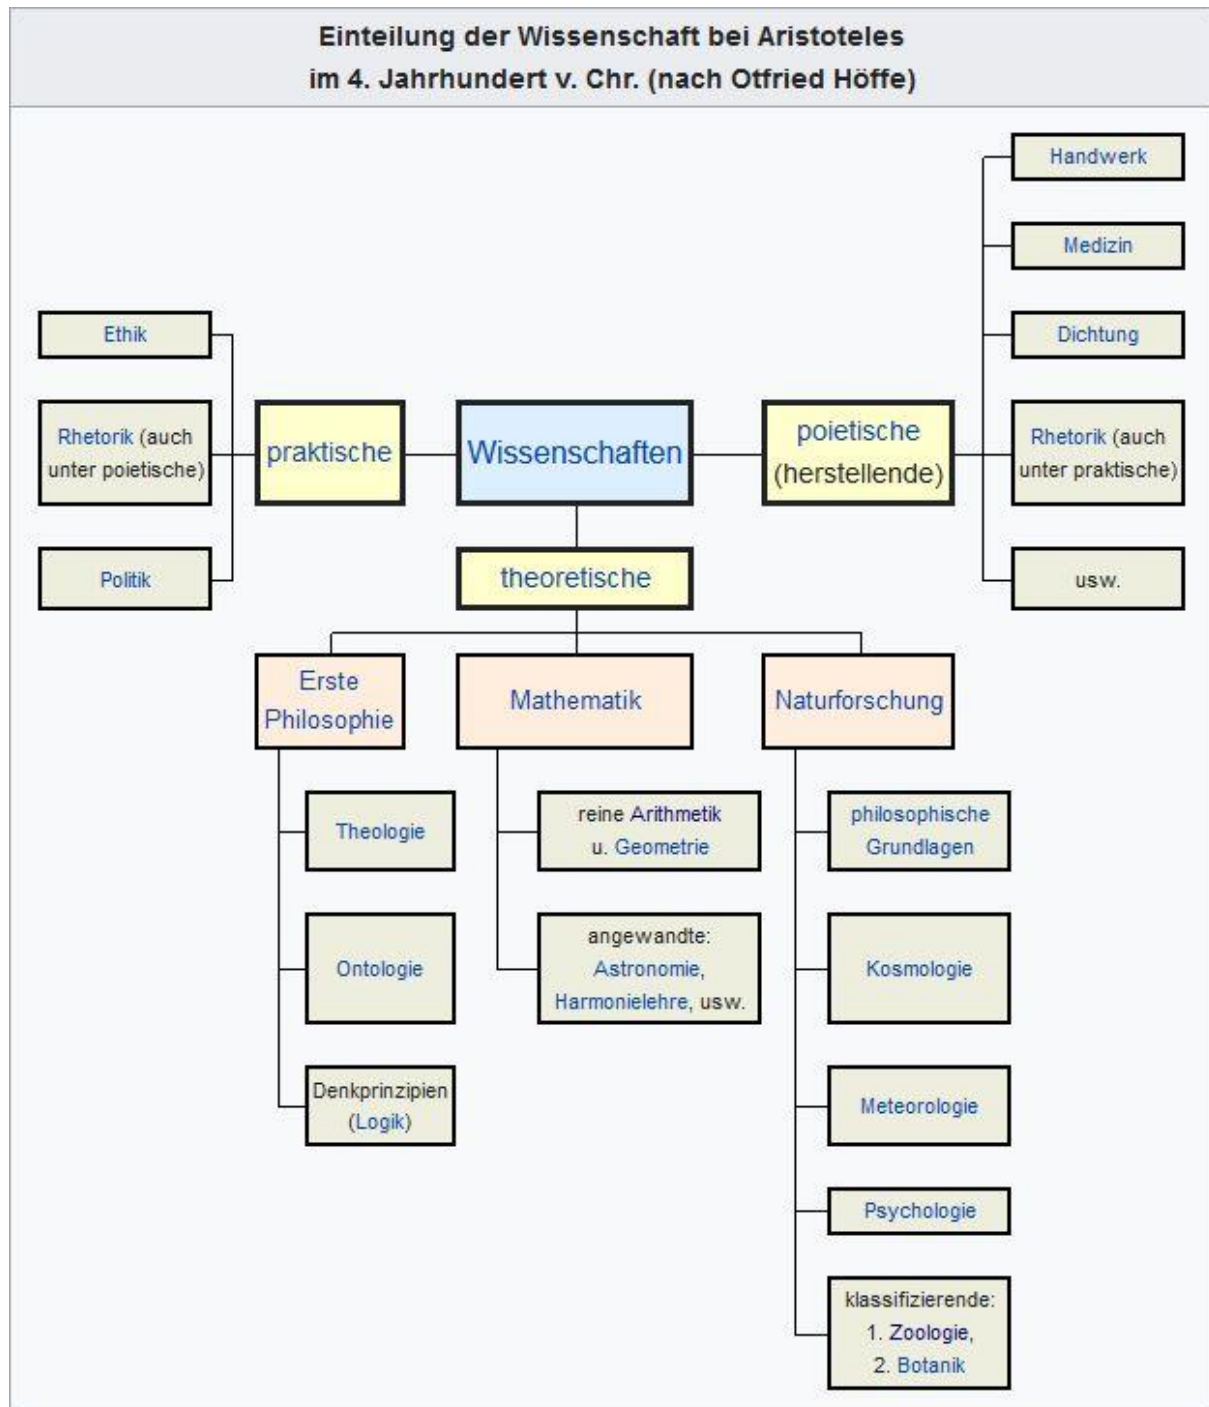 Einteilung der Wissenschaft bei Aristoteles
im 4. Jahrhundert v. Chr. (nach Otfried Höffe)
Handwerk
Medizin
Ethik
Dichtung
Rhetorik (auch
unter poietische)
praktische
Wissenschaften
poietische
(herstellende)
Rhetorik (auch
unter praktische)
Politik
theoretische
usw.
Erste
Philosophie
Mathematik
Naturforschung
Theologie
reine Arithmetik
u. Geometrie
philosophische
Grundlagen
Ontologie
angewandte:
Astronomie,
Harmonielehre, usw.
Kosmologie
Denkprinzipien
(Logik)
Meteorologie
Psychologie
klassifizierende:
1. Zoologie,
2. Botanik